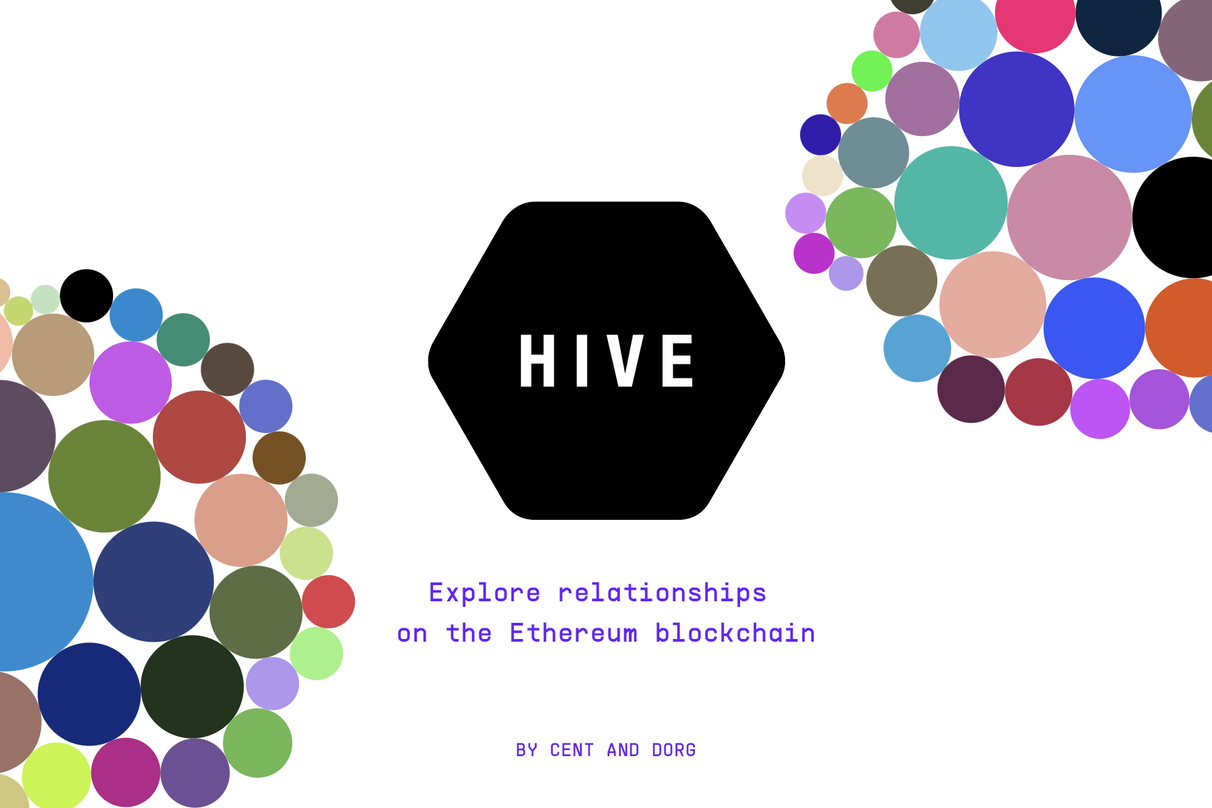 HIVE
Explore relationships
on the Ethereum blockchain
BY CENT AND DORG